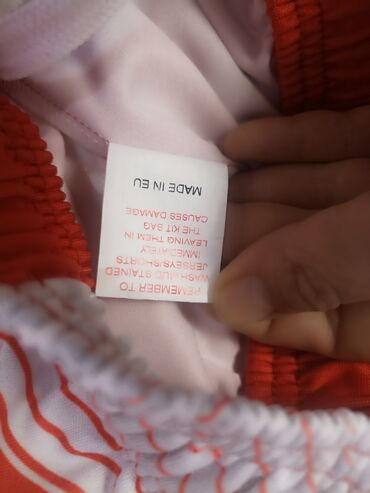 REMEMBER TO
WASH MUD STAINED
JERSEYS/SHORTS
IMMEDIATELY
LEAVING THEM IN
THE KIT BAG
CAUSES DAMAGE
MADE IN EU